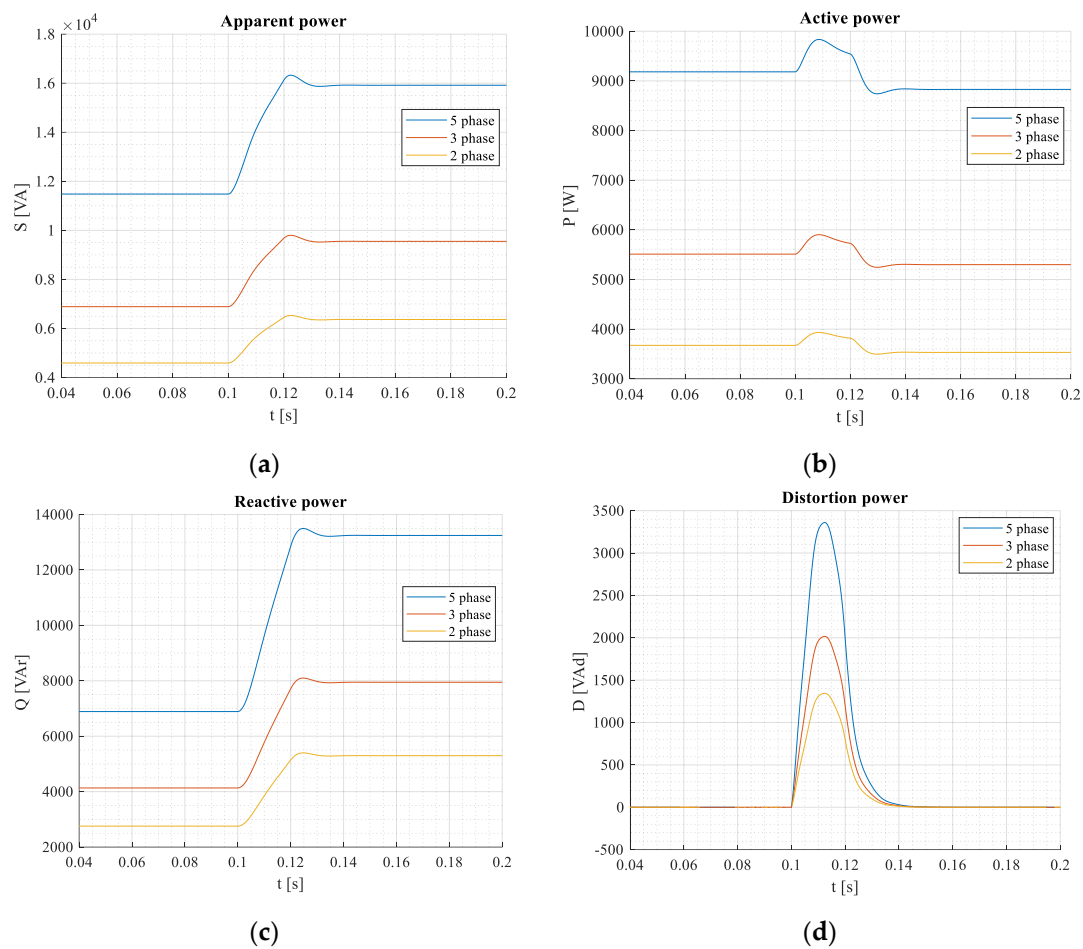 Apparent power
×10⁴
1.8
1.6
1.4
1.2
1
0.8
0.6
0.4
S [VA]
5 phase
3 phase
2 phase
0.04 0.06 0.08 0.1 0.12 0.14 0.16 0.18 0.2
t [s]
(a)
Active power
10000
9000
8000
7000
6000
5000
4000
3000
P [W]
5 phase
3 phase
2 phase
0.04 0.06 0.08 0.1 0.12 0.14 0.16 0.18 0.2
t [s]
(b)
Reactive power
14000
12000
10000
8000
6000
4000
2000
Q [VAr]
5 phase
3 phase
2 phase
0.04 0.06 0.08 0.1 0.12 0.14 0.16 0.18 0.2
t [s]
(c)
Distortion power
3500
3000
2500
2000
1500
1000
500
0
-500
D [VAd]
5 phase
3 phase
2 phase
0.04 0.06 0.08 0.1 0.12 0.14 0.16 0.18 0.2
t [s]
(d)